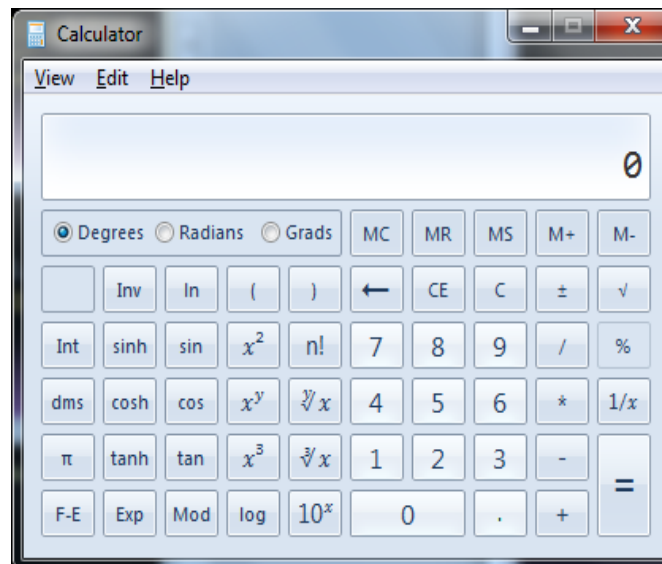 Calculator
View Edit Help
0
Degrees Radians Grads MC MR MS M+ M-
Inv ln ( ) ← CE C ± √
Int sinh sin x² n! 7 8 9 / %
dms cosh cos xʸ ʸ√x 4 5 6 * 1/x
π tanh tan x³ ³√x 1 2 3 - =
F-E Exp Mod log 10ˣ 0 . +